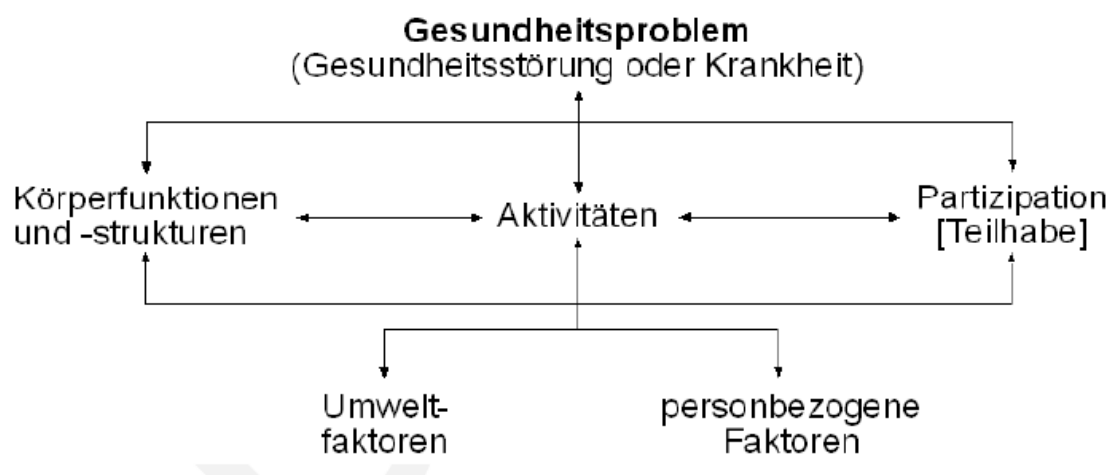 Gesundheitsproblem
(Gesundheitsstörung oder Krankheit)
Körperfunktionen
und -strukturen
Aktivitäten
Partizipation
[Teilhabe]
Umwelt-
faktoren
personbezogene
Faktoren